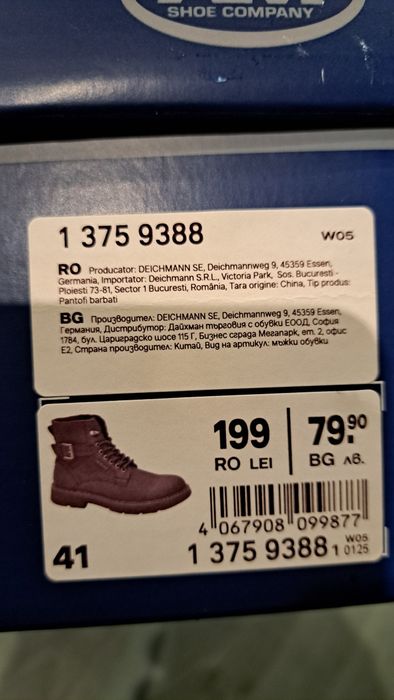 SHOE COMPANY
1 375 9388
W05
RO Producator: DEICHMANN SE, Deichmannweg 9, 45359 Essen,
Germania, Importator: Deichmann S.R.L., Victoria Park, Sos. Bucuresti -
Ploiesti 73-81, Sector 1 Bucuresti, România, Tara origine: China, Tip produs:
Pantofi barbati
BG Производител: DEICHMANN SE, Deichmannweg 9, 45359 Essen,
Германия, Дистрибутор: Дайхман търговия с обувки ЕООД, София
1784, бул. Цариградско шосе 115 Г, Бизнес сграда Мегапарк, ет. 2, офис
Е2, Страна производител: Китай, Вид на артикул: мъжки обувки
199
RO LEI
79.90
BG лв.
4 067908 099877
41
1 375 9388 1
W05
0125